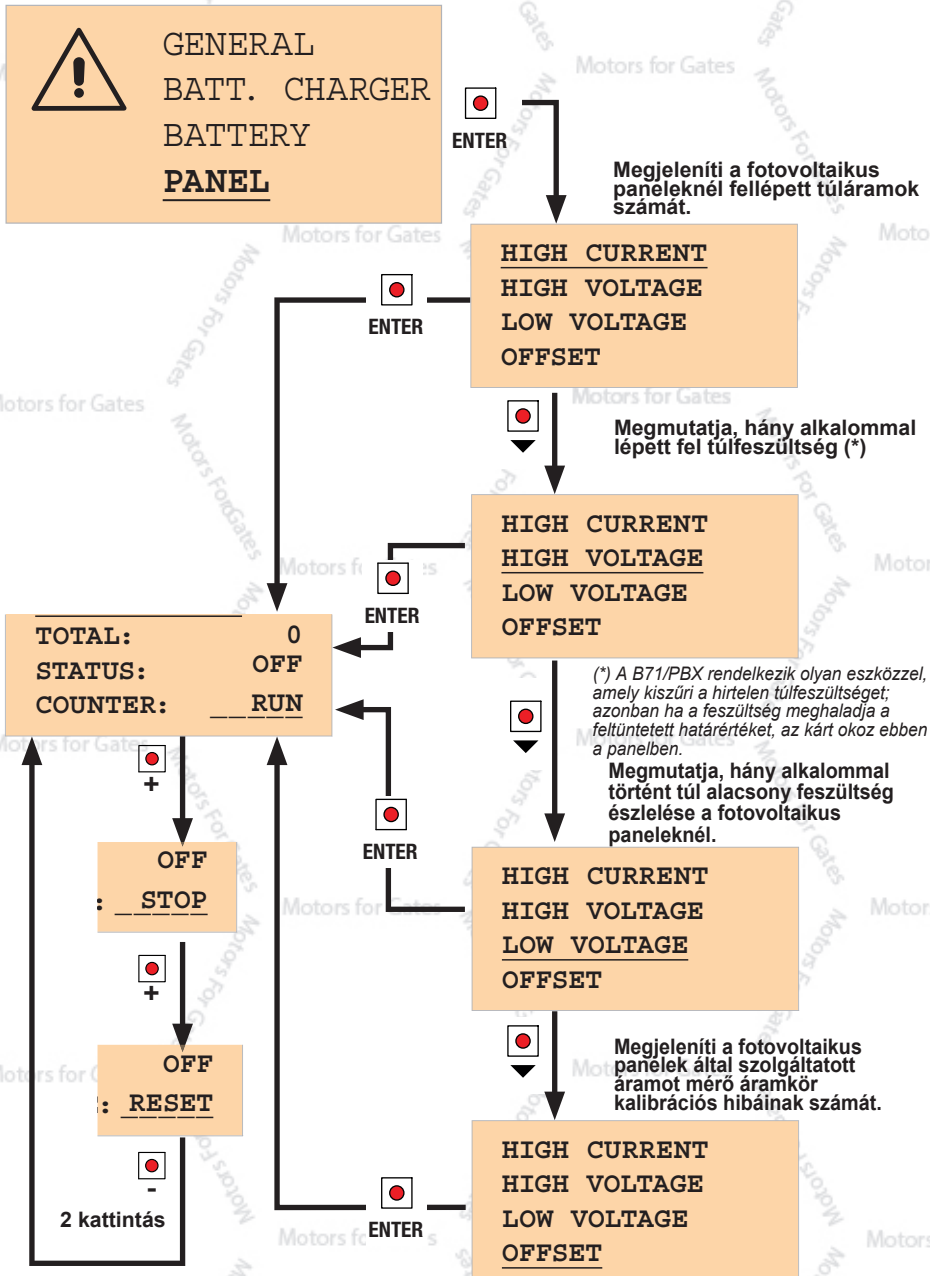 GENERAL
BATT. CHARGER
BATTERY
PANEL
ENTER
Megjeleníti a fotovoltaikus
paneleknél fellépett túláramok
számát.
HIGH CURRENT
HIGH VOLTAGE
LOW VOLTAGE
OFFSET
ENTER
Megmutatja, hány alkalommal
lépett fel túlfeszültség (*)
HIGH CURRENT
HIGH VOLTAGE
LOW VOLTAGE
OFFSET
ENTER
TOTAL: 0
STATUS: OFF
COUNTER: RUN
(*) A B71/PBX rendelkezik olyan eszközzel,
amely kiszűri a hirtelen túlfeszültséget;
azonban ha a feszültség meghaladja a
feltüntetett határértéket, az kárt okoz ebben
a panelben.
Megmutatja, hány alkalommal
történt túl alacsony feszültség
észlelése a fotovoltaikus
paneleknél.
ENTER
HIGH CURRENT
HIGH VOLTAGE
LOW VOLTAGE
OFFSET
+
OFF
: STOP
+
OFF
: RESET
-
2 kattintás
Megjeleníti a fotovoltaikus
panelek által szolgáltatott
áramot mérő áramkör
kalibrációs hibáinak számát.
HIGH CURRENT
HIGH VOLTAGE
LOW VOLTAGE
OFFSET
ENTER
Motors for Gates